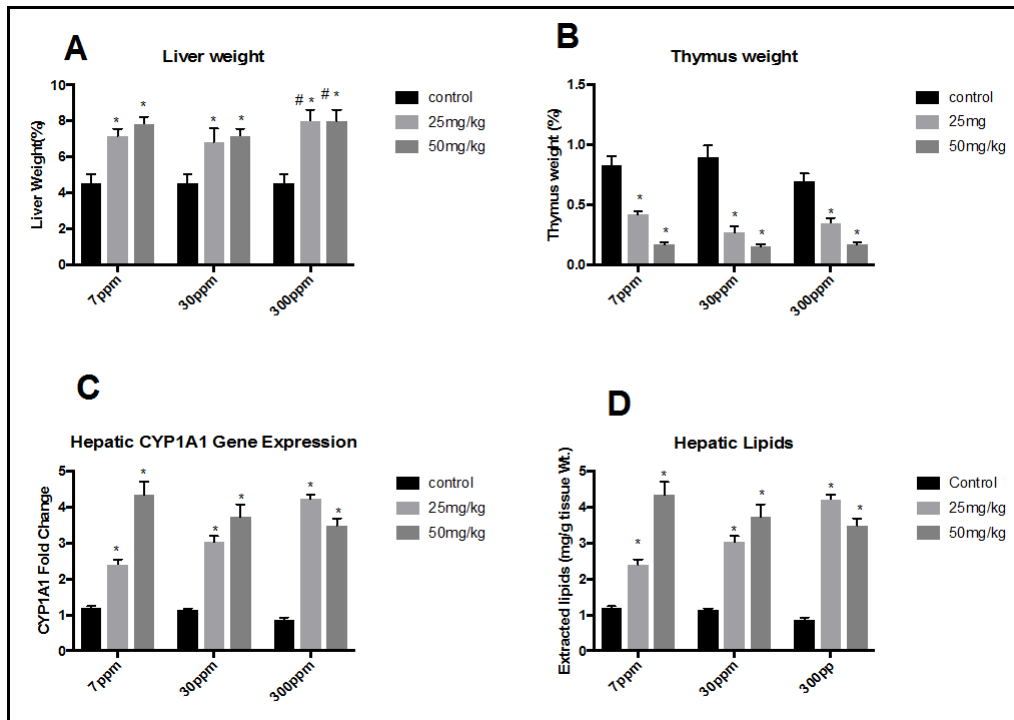 A
Liver weight
Liver Weight(%)
10
8
6
4
2
0
* *
* *
# * # *
7ppm
30ppm
300ppm
control
25mg/kg
50mg/kg
B
Thymus weight
Thymus weight (%)
1.5
1.0
0.5
0.0
* *
* *
* *
7ppm
30ppm
300ppm
control
25mg
50mg/kg
C
Hepatic CYP1A1 Gene Expression
CYP1A1 Fold Change
5
4
3
2
1
0
* *
* *
* *
7ppm
30ppm
300ppm
control
25mg/kg
50mg/kg
D
Hepatic Lipids
Extracted lipids (mg/g tissue Wt.)
5
4
3
2
1
0
* *
* *
* *
7ppm
30ppm
300pp
Control
25mg/kg
50mg/kg